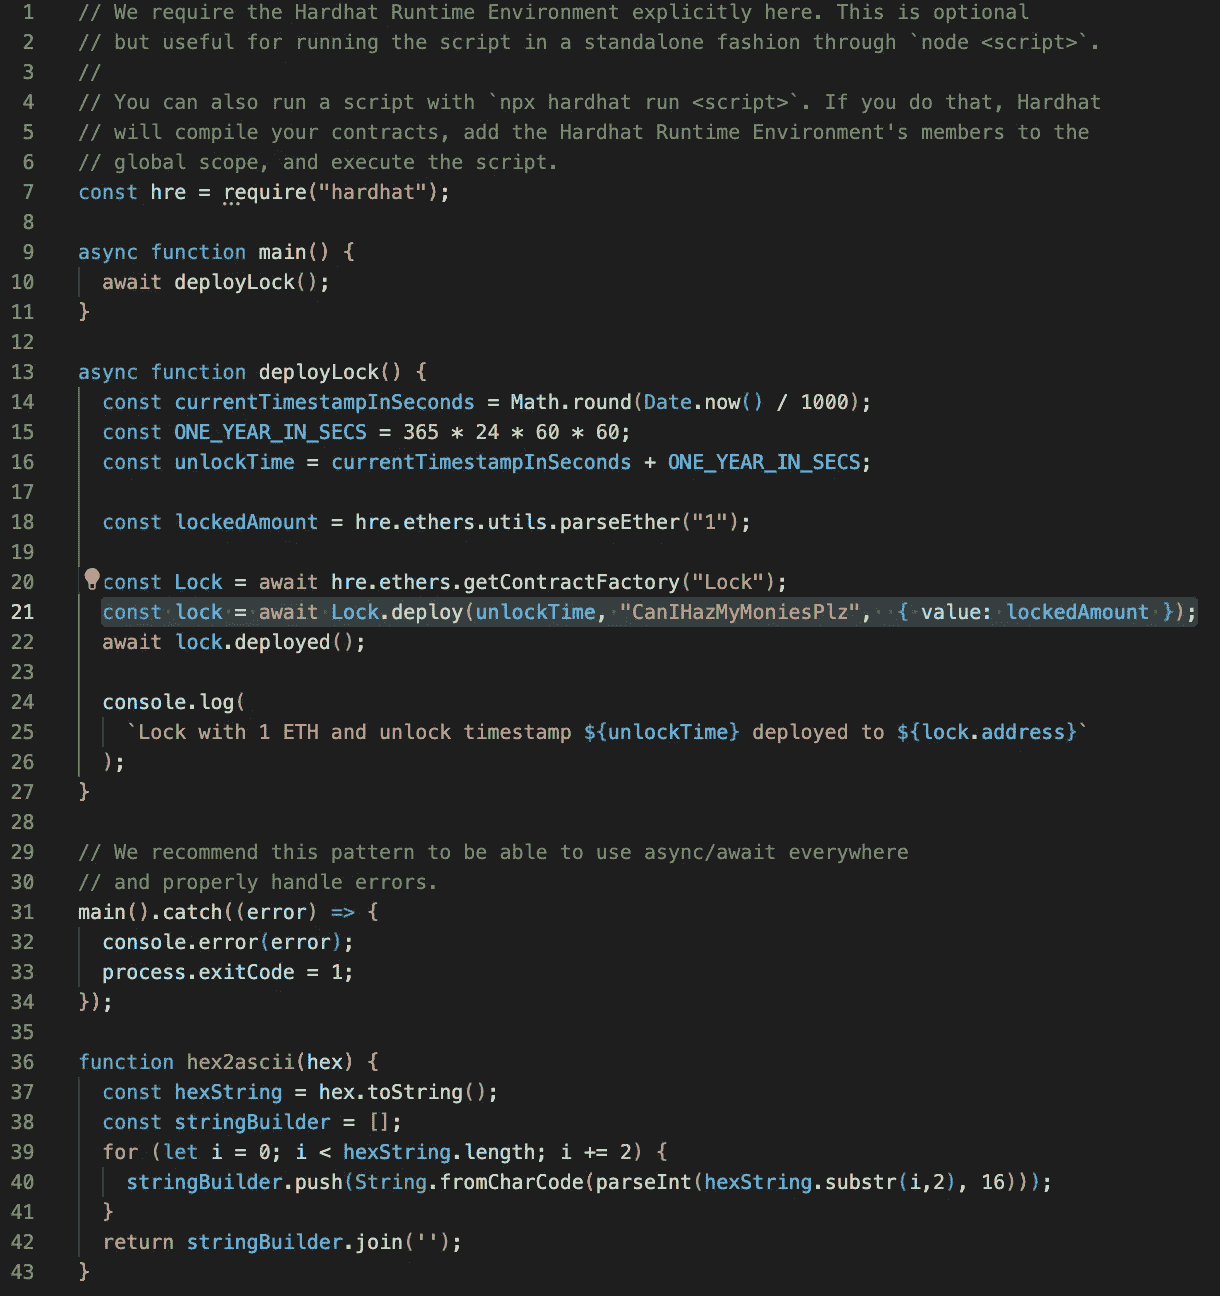 1 // We require the Hardhat Runtime Environment explicitly here. This is optional
2 // but useful for running the script in a standalone fashion through `node <script>`.
3 //
4 // You can also run a script with `npx hardhat run <script>`. If you do that, Hardhat
5 // will compile your contracts, add the Hardhat Runtime Environment's members to the
6 // global scope, and execute the script.
7 const hre = require("hardhat");
8
9 async function main() {
10   await deployLock();
11 }
12
13 async function deployLock() {
14   const currentTimestampInSeconds = Math.round(Date.now() / 1000);
15   const ONE_YEAR_IN_SECS = 365 * 24 * 60 * 60;
16   const unlockTime = currentTimestampInSeconds + ONE_YEAR_IN_SECS;
17
18   const lockedAmount = hre.ethers.utils.parseEther("1");
19
20   const Lock = await hre.ethers.getContractFactory("Lock");
21   const lock = await Lock.deploy(unlockTime, "CanIHazMyMoniesPlz",  { value: lockedAmount });
22   await lock.deployed();
23
24   console.log(
25     `Lock with 1 ETH and unlock timestamp ${unlockTime} deployed to ${lock.address}`
26   );
27 }
28
29 // We recommend this pattern to be able to use async/await everywhere
30 // and properly handle errors.
31 main().catch((error) => {
32   console.error(error);
33   process.exitCode = 1;
34 });
35
36 function hex2ascii(hex) {
37   const hexString = hex.toString();
38   const stringBuilder = [];
39   for (let i = 0; i < hexString.length; i += 2) {
40     stringBuilder.push(String.fromCharCode(parseInt(hexString.substr(i,2), 16)));
41   }
42   return stringBuilder.join('');
43 }